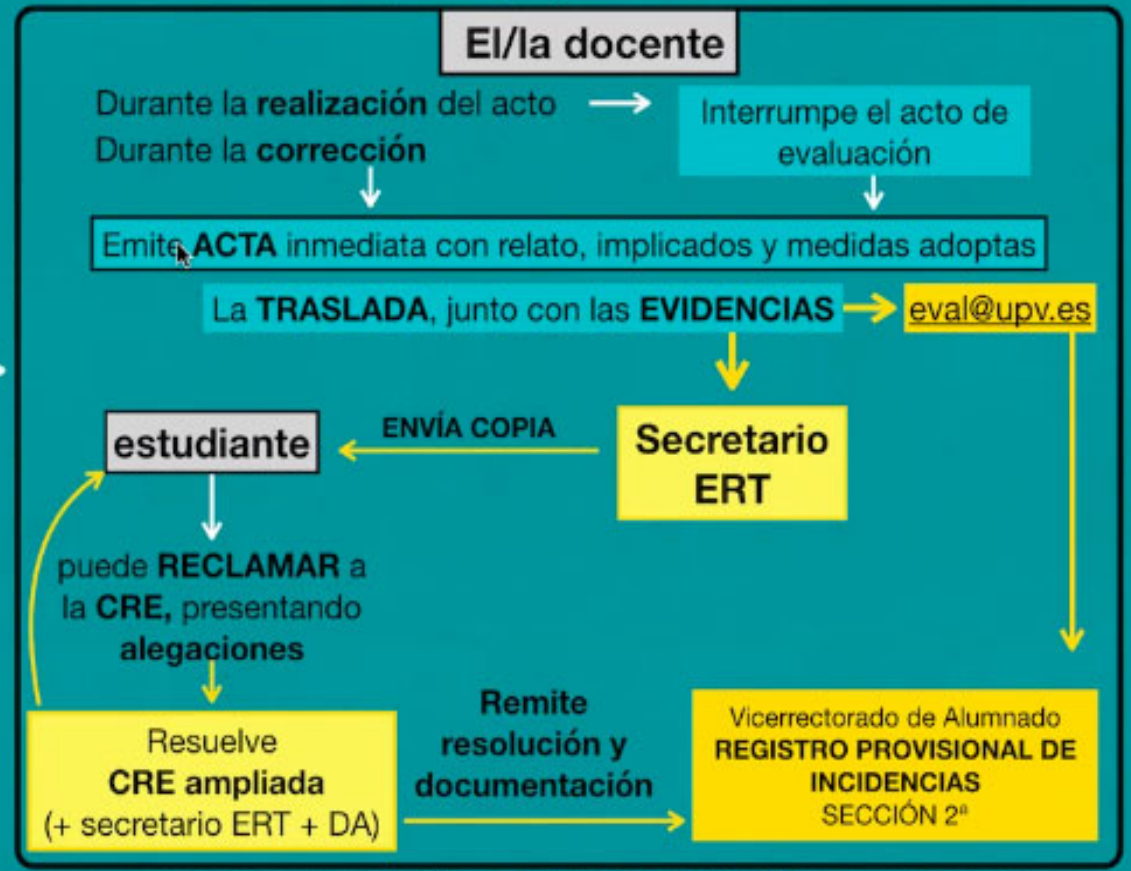 El/la docente
Durante la realización del acto
Durante la corrección
Interrumpe el acto de
evaluación
Emite ACTA inmediata con relato, implicados y medidas adoptas
La TRASLADA, junto con las EVIDENCIAS
eval@upv.es
estudiante
ENVÍA COPIA
Secretario
ERT
puede RECLAMAR a
la CRE, presentando
alegaciones
Resuelve
CRE ampliada
(+ secretario ERT + DA)
Remite
resolución y
documentación
Vicerrectorado de Alumnado
REGISTRO PROVISIONAL DE
INCIDENCIAS
SECCIÓN 2ª